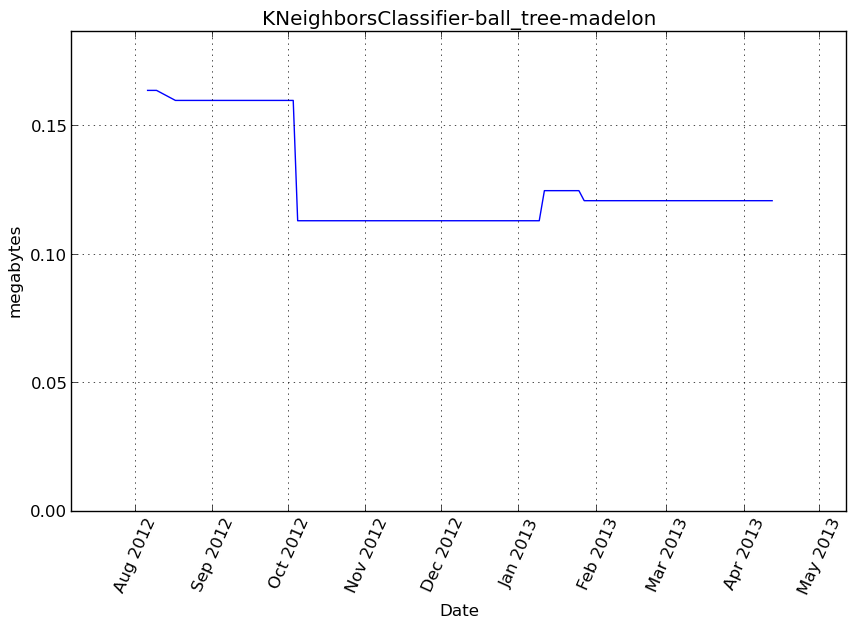 KNeighborsClassifier-ball_tree-madelon
megabytes
0.15
0.10
0.05
0.00
Aug 2012
Sep 2012
Oct 2012
Nov 2012
Dec 2012
Jan 2013
Feb 2013
Mar 2013
Apr 2013
May 2013
Date